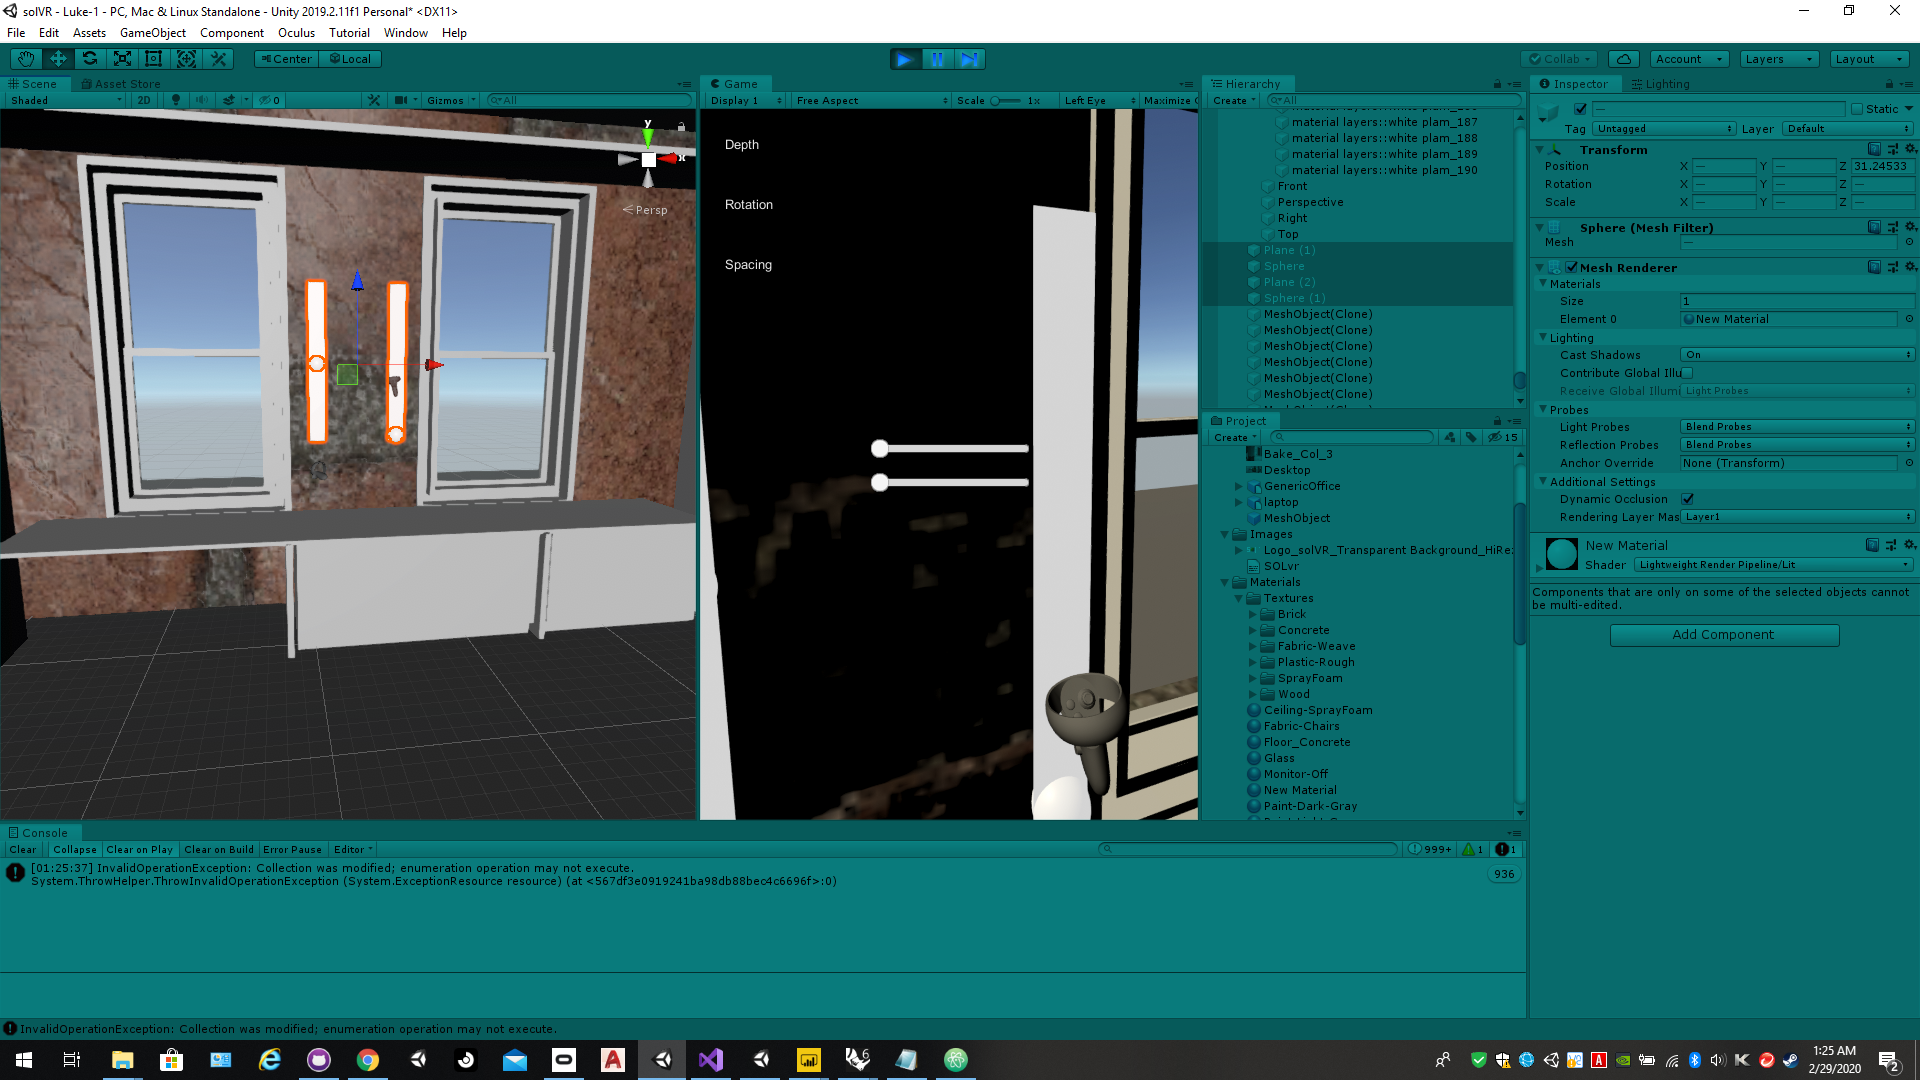 solVR - Luke-1 - PC, Mac & Linux Standalone - Unity 2019.2.11f1 Personal* <DX11>
File Edit Assets GameObject Component Oculus Tutorial Window Help
Center Local
Collab Account Layers Layout
Scene Asset Store
Shaded 2D 0 Gizmos All
y
x
Persp
Game
Display 1 Free Aspect Scale 1x Left Eye Maximize
Depth
Rotation
Spacing
Hierarchy
Create All
material layers::white plam_187
material layers::white plam_188
material layers::white plam_189
material layers::white plam_190
Front
Perspective
Right
Top
Plane (1)
Sphere
Plane (2)
Sphere (1)
MeshObject(Clone)
MeshObject(Clone)
MeshObject(Clone)
MeshObject(Clone)
MeshObject(Clone)
MeshObject(Clone)
Project
Create 15
Bake_Col_3
Desktop
GenericOffice
laptop
MeshObject
Images
Logo_solVR_Transparent Background_HiRe
SOLvr
Materials
Textures
Brick
Concrete
Fabric-Weave
Plastic-Rough
SprayFoam
Wood
Ceiling-SprayFoam
Fabric-Chairs
Floor_Concrete
Glass
Monitor-Off
New Material
Paint-Dark-Gray
Inspector Lighting
— Static
Tag Untagged Layer Default
Transform
Position X — Y — Z 31.24533
Rotation X — Y — Z —
Scale X — Y — Z —
Sphere (Mesh Filter)
Mesh —
Mesh Renderer
Materials
Size 1
Element 0 New Material
Lighting
Cast Shadows On
Contribute Global Illu
Receive Global Illumi Light Probes
Probes
Light Probes Blend Probes
Reflection Probes Blend Probes
Anchor Override None (Transform)
Additional Settings
Dynamic Occlusion
Rendering Layer Mas Layer1
New Material
Shader Lightweight Render Pipeline/Lit
Components that are only on some of the selected objects cannot
be multi-edited.
Add Component
Console
Clear Collapse Clear on Play Clear on Build Error Pause Editor 999+ 1 1
[01:25:37] InvalidOperationException: Collection was modified; enumeration operation may not execute.
System.ThrowHelper.ThrowInvalidOperationException (System.ExceptionResource resource) (at <567df3e0919241ba98db88bec4c6696f>:0)
936
InvalidOperationException: Collection was modified; enumeration operation may not execute.
1:25 AM
2/29/2020
2